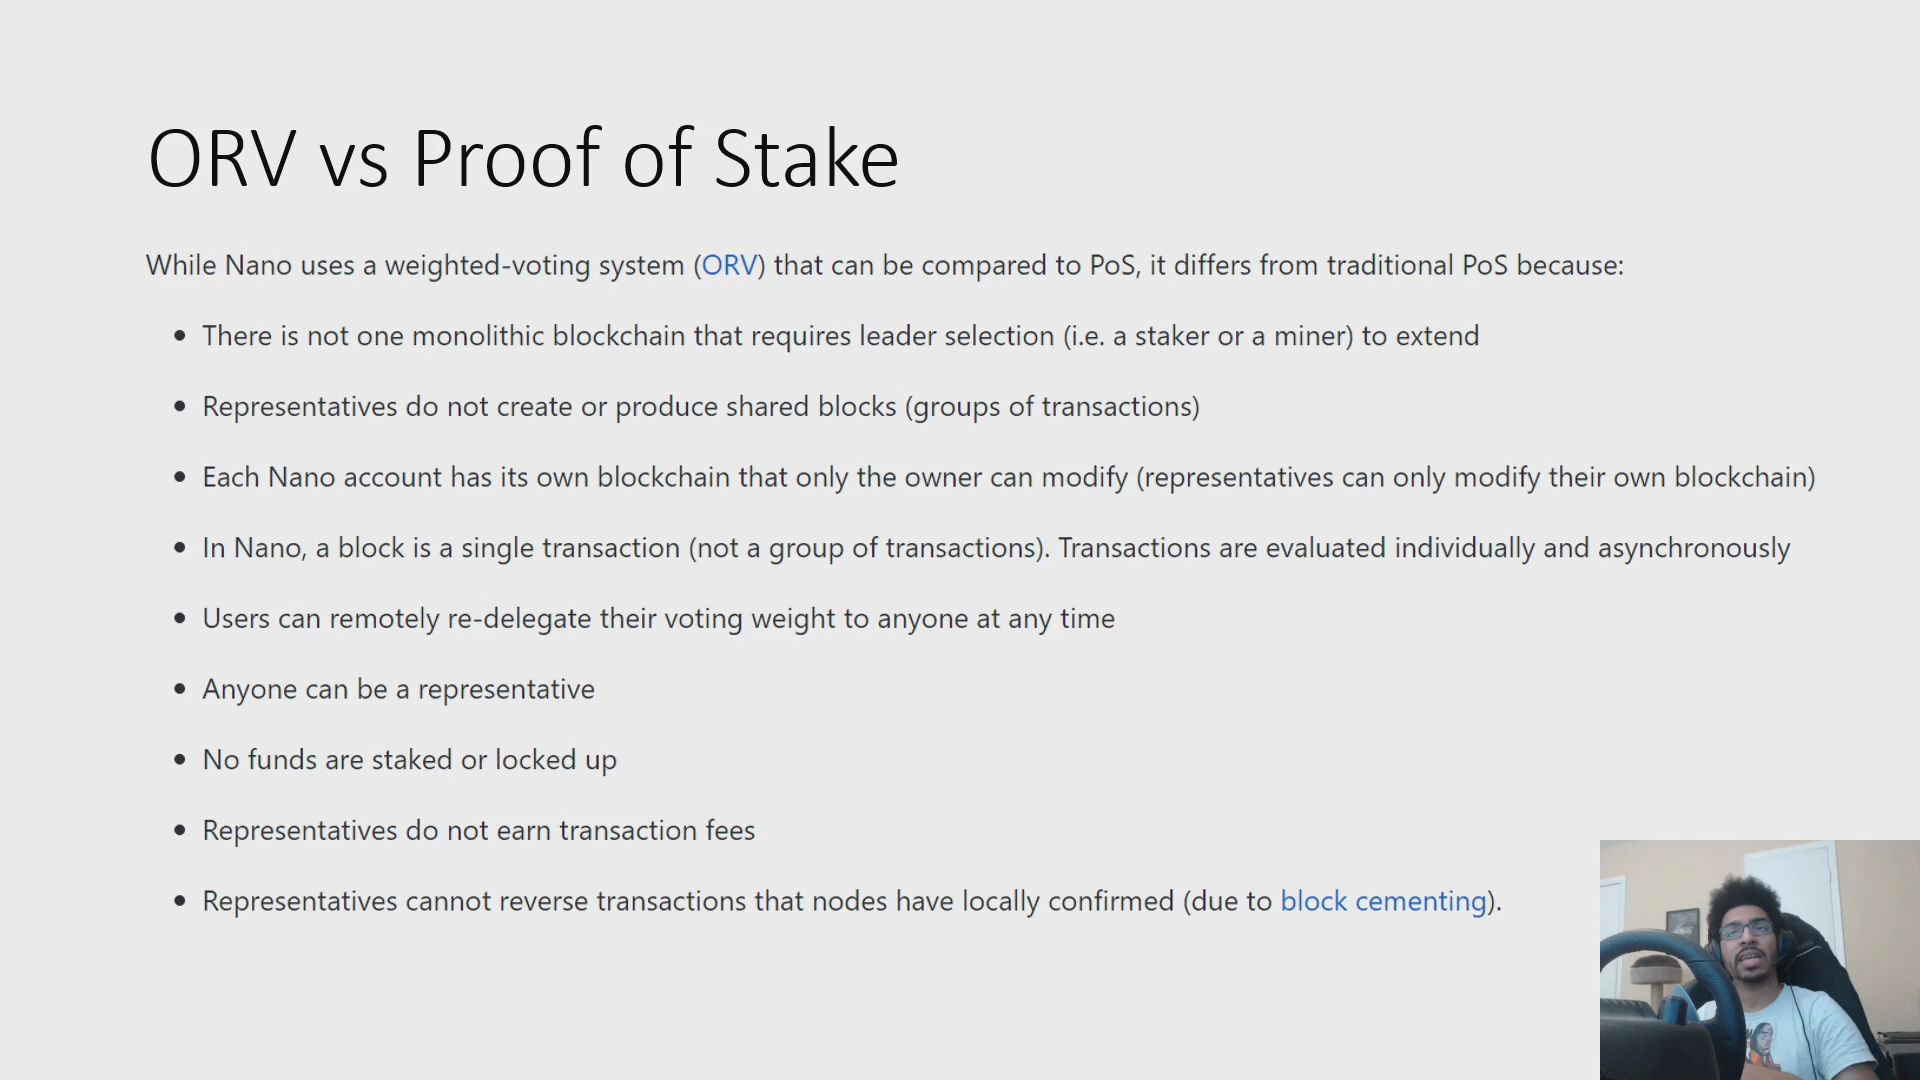 ORV vs Proof of Stake
While Nano uses a weighted-voting system (ORV) that can be compared to PoS, it differs from traditional PoS because:
• There is not one monolithic blockchain that requires leader selection (i.e. a staker or a miner) to extend
• Representatives do not create or produce shared blocks (groups of transactions)
• Each Nano account has its own blockchain that only the owner can modify (representatives can only modify their own blockchain)
• In Nano, a block is a single transaction (not a group of transactions). Transactions are evaluated individually and asynchronously
• Users can remotely re-delegate their voting weight to anyone at any time
• Anyone can be a representative
• No funds are staked or locked up
• Representatives do not earn transaction fees
• Representatives cannot reverse transactions that nodes have locally confirmed (due to block cementing).